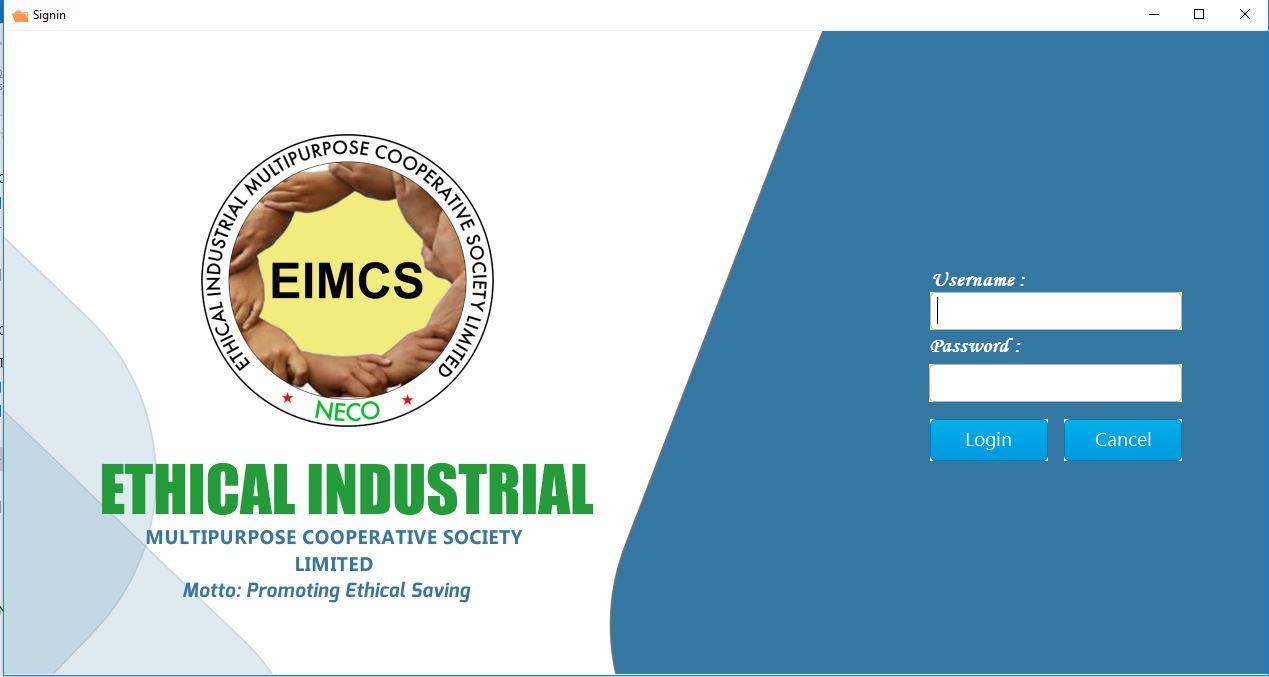 Signin
ETHICAL INDUSTRIAL MULTIPURPOSE COOPERATIVE SOCIETY LIMITED
EIMCS
NECO
ETHICAL INDUSTRIAL
MULTIPURPOSE COOPERATIVE SOCIETY
LIMITED
Motto: Promoting Ethical Saving
Username :
Password :
Login
Cancel